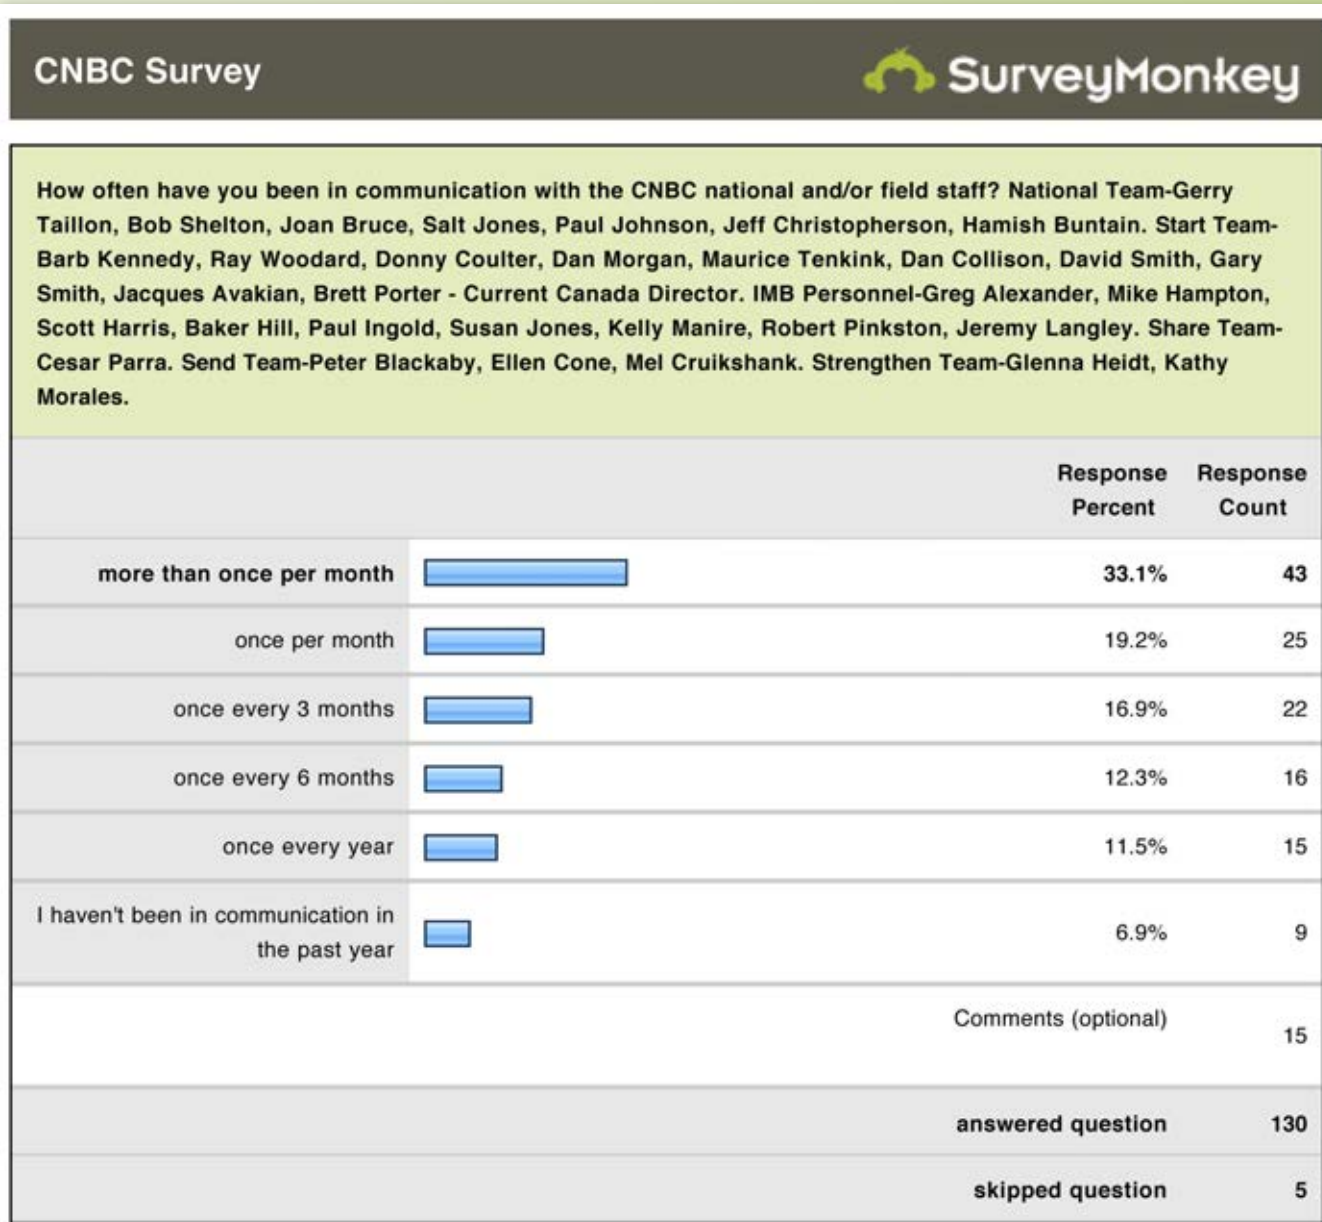 CNBC Survey
SurveyMonkey
How often have you been in communication with the CNBC national and/or field staff? National Team-Gerry
Taillon, Bob Shelton, Joan Bruce, Salt Jones, Paul Johnson, Jeff Christopherson, Hamish Buntain. Start Team-
Barb Kennedy, Ray Woodard, Donny Coulter, Dan Morgan, Maurice Tenkink, Dan Collison, David Smith, Gary
Smith, Jacques Avakian, Brett Porter - Current Canada Director. IMB Personnel-Greg Alexander, Mike Hampton,
Scott Harris, Baker Hill, Paul Ingold, Susan Jones, Kelly Manire, Robert Pinkston, Jeremy Langley. Share Team-
Cesar Parra. Send Team-Peter Blackaby, Ellen Cone, Mel Cruikshank. Strengthen Team-Glenna Heidt, Kathy
Morales.
Response Response
Percent Count
more than once per month 33.1% 43
once per month 19.2% 25
once every 3 months 16.9% 22
once every 6 months 12.3% 16
once every year 11.5% 15
I haven't been in communication in
the past year 6.9% 9
Comments (optional) 15
answered question 130
skipped question 5